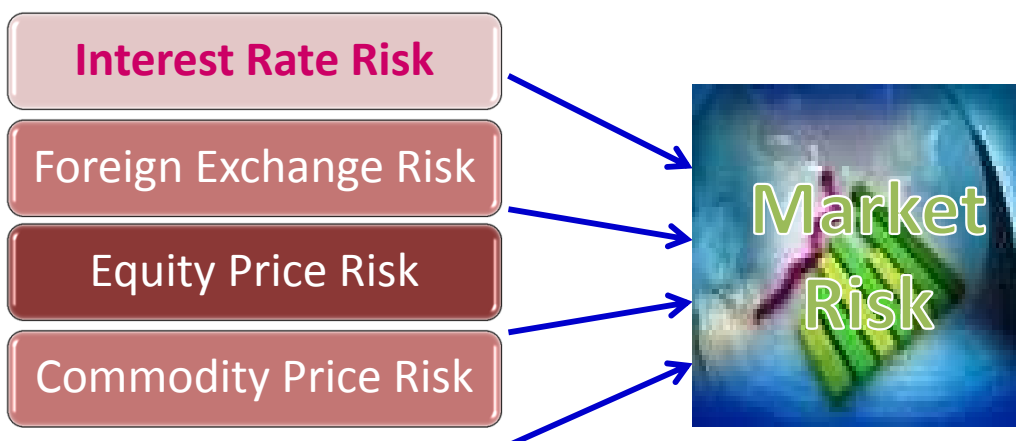 Interest Rate Risk
Foreign Exchange Risk
Equity Price Risk
Commodity Price Risk
Market
Risk